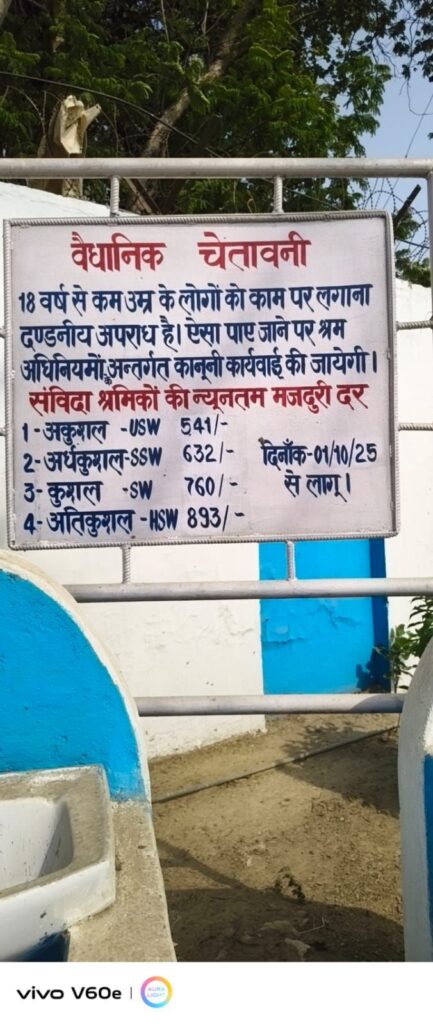 वैधानिक चेतावनी
18 वर्ष से कम उम्र के लोगों को काम पर लगाना
दण्डनीय अपराध है। ऐसा पाए जाने पर श्रम
अधिनियमों के अन्तर्गत कानूनी कार्यवाई की जायेगी।
संविदा श्रमिकों की न्यूनतम मजदुरी दर
1 - अकुशल - USW 541/-
2 - अर्धकुशल - SSW 632/- दिनाँक - 01/10/25
3 - कुशल - SW 760/- से लागू।
4 - अतिकुशल - HSW 893/-
vivo V60e | AURA LIGHT